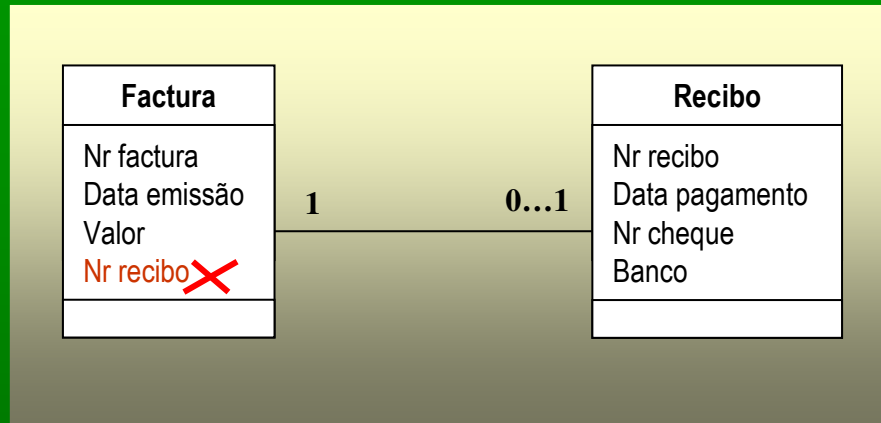 Factura
Nr factura
Data emissão
Valor
Nr recibo
1
0…1
Recibo
Nr recibo
Data pagamento
Nr cheque
Banco